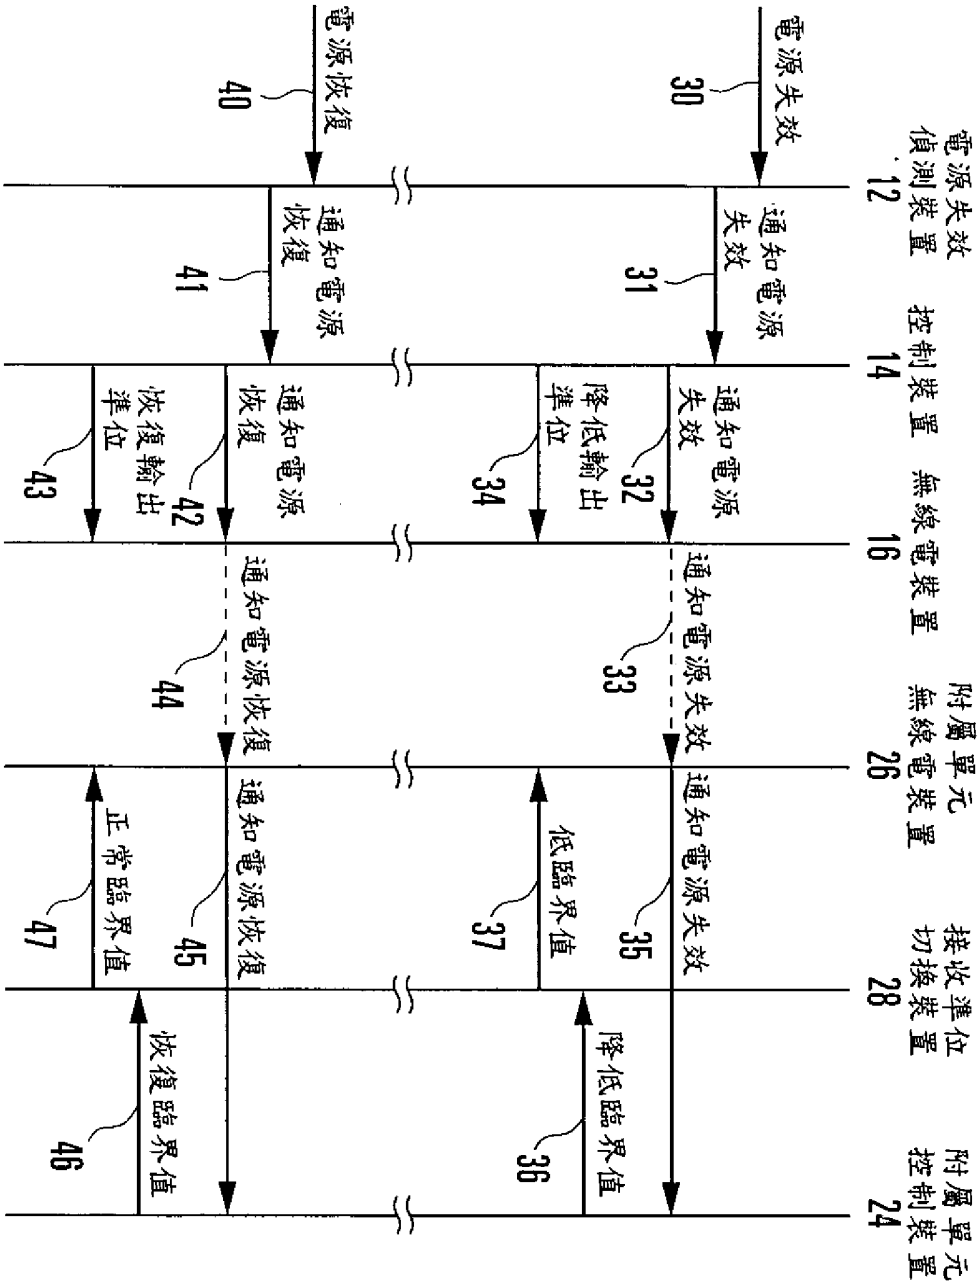 電源失效
偵測裝置
12
控制裝置
14
無線電裝置
16
附屬單元
無線電裝置
26
接收準位
切換裝置
28
附屬單元
控制裝置
24
電源失效
30
通知電源
失效
31
通知電源
失效
32
通知電源失效
33
降低輸出
準位
34
通知電源失效
35
降低臨界值
36
低臨界值
37
電源恢復
40
通知電源
恢復
41
通知電源
恢復
42
恢復輸出
準位
43
通知電源恢復
44
通知電源恢復
45
恢復臨界值
46
正常臨界值
47